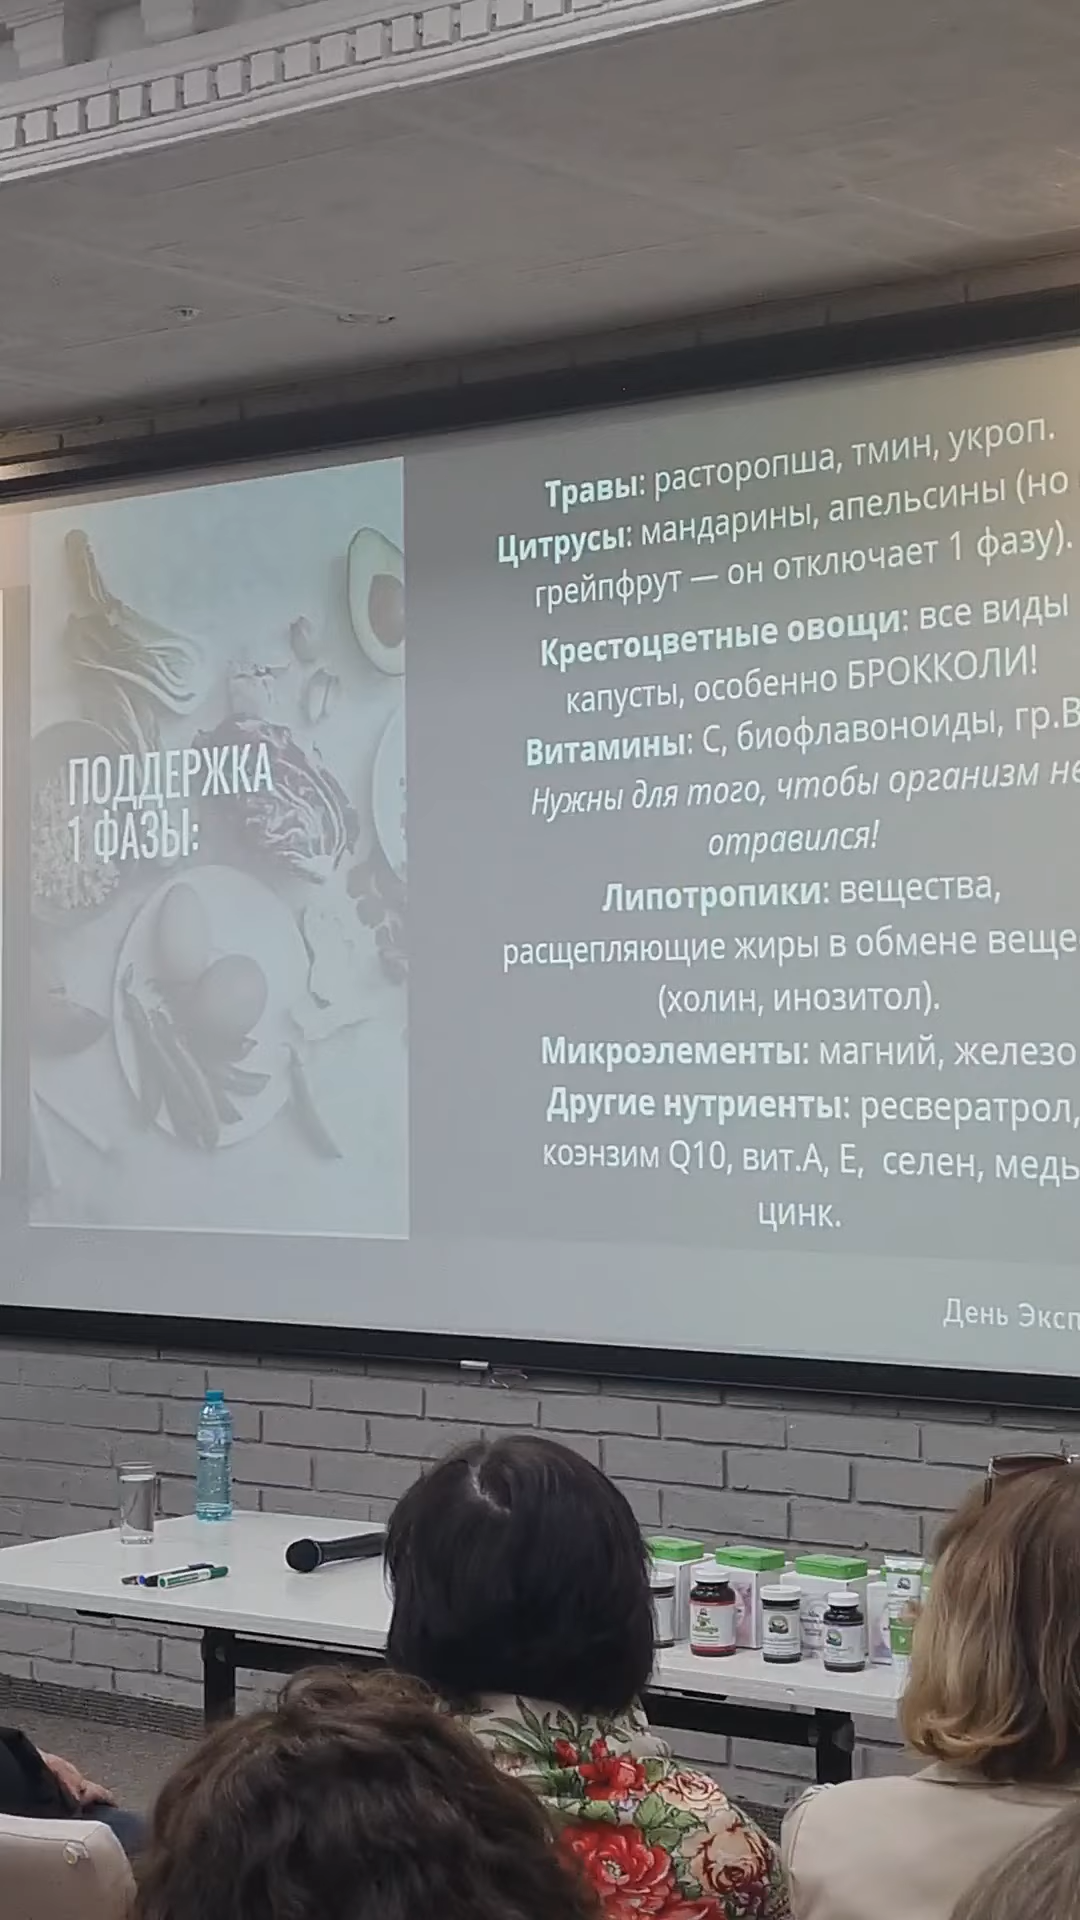 ПОДДЕРЖКА
1 ФАЗЫ:
Травы: расторопша, тмин, укроп.
Цитрусы: мандарины, апельсины (но
грейпфрут — он отключает 1 фазу).
Крестоцветные овощи: все виды
капусты, особенно БРОККОЛИ!
Витамины: С, биофлавоноиды, гр.В
Нужны для того, чтобы организм не
отравился!
Липотропики: вещества,
расщепляющие жиры в обмене веще
(холин, инозитол).
Микроэлементы: магний, железо
Другие нутриенты: ресвератрол,
коэнзим Q10, вит.А, Е, селен, медь
цинк.
День Эксп